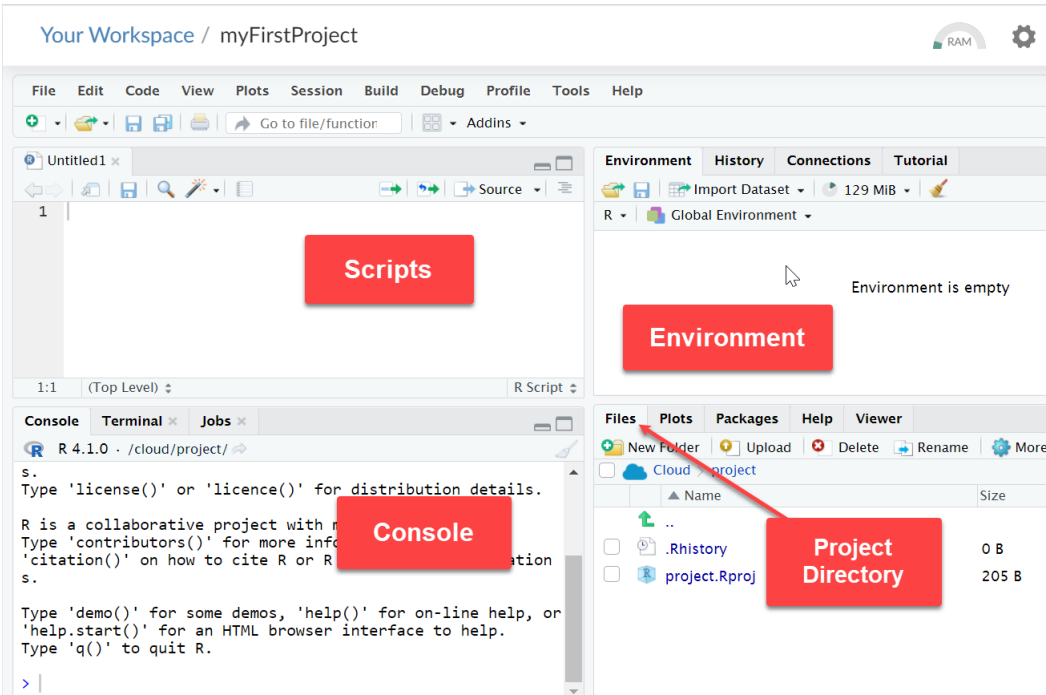 Your Workspace / myFirstProject
RAM
File Edit Code View Plots Session Build Debug Profile Tools Help
Go to file/function Addins
Untitled1
Source
1
Scripts
1:1 (Top Level) R Script
Environment History Connections Tutorial
Import Dataset 129 MiB
R Global Environment
Environment is empty
Environment
Console Terminal Jobs
R 4.1.0 · /cloud/project/
s.
Type 'license()' or 'licence()' for distribution details.
R is a collaborative project with
Type 'contributors()' for more
'citation()' on how to cite R or R
s.
Console
Type 'demo()' for some demos, 'help()' for on-line help, or
'help.start()' for an HTML browser interface to help.
Type 'q()' to quit R.
>
Files Plots Packages Help Viewer
New Folder Upload Delete Rename More
Cloud project
Name Size
..
.Rhistory 0 B
project.Rproj 205 B
Project
Directory